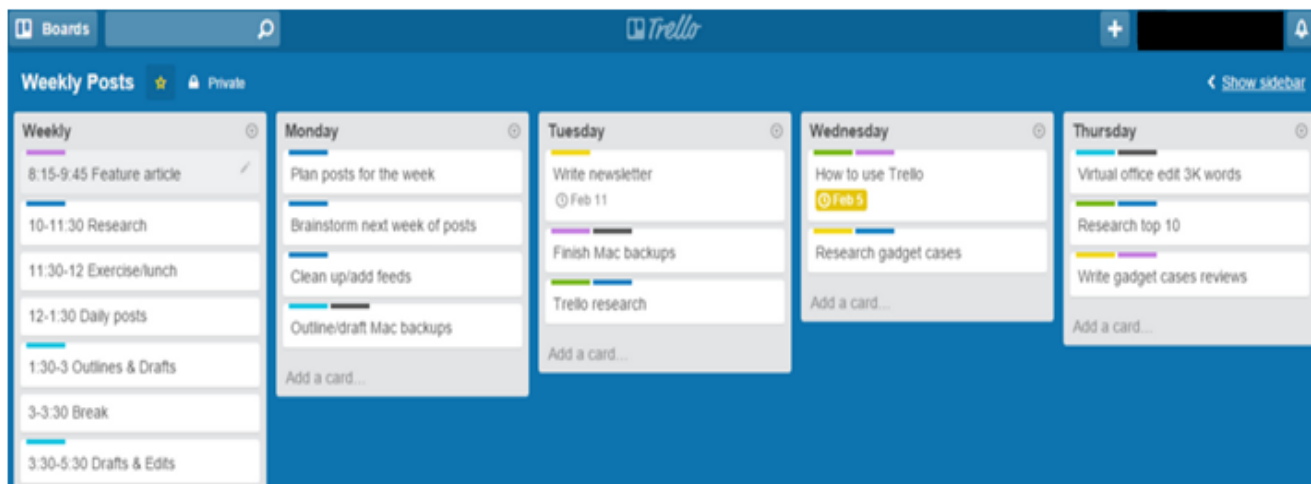 Boards
Trello
Weekly Posts
Private
Show sidebar
Weekly
8:15-9:45 Feature article
10-11:30 Research
11:30-12 Exercise/lunch
12-1:30 Daily posts
1:30-3 Outlines & Drafts
3-3:30 Break
3:30-5:30 Drafts & Edits
Monday
Plan posts for the week
Brainstorm next week of posts
Clean up/add feeds
Outline/draft Mac backups
Add a card...
Tuesday
Write newsletter
Feb 11
Finish Mac backups
Trello research
Add a card...
Wednesday
How to use Trello
Feb 5
Research gadget cases
Add a card...
Thursday
Virtual office edit 3K words
Research top 10
Write gadget cases reviews
Add a card...